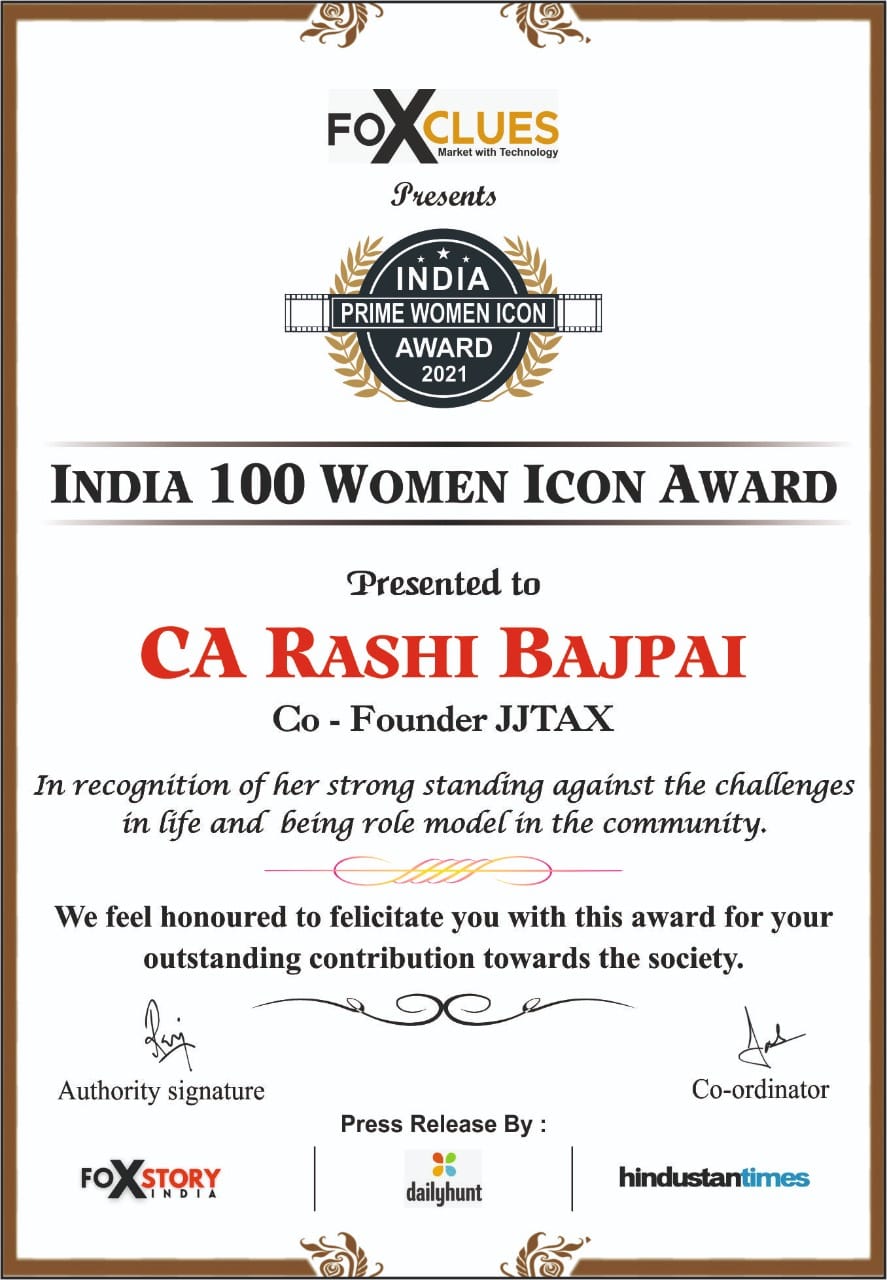 FOXCLUES
Market with Technology
Presents
INDIA
PRIME WOMEN ICON
AWARD
2021
INDIA 100 WOMEN ICON AWARD
Presented to
CA RASHI BAJPAI
Co - Founder JJTAX
In recognition of her strong standing against the challenges
in life and being role model in the community.
We feel honoured to felicitate you with this award for your
outstanding contribution towards the society.
Authority signature
Co-ordinator
Press Release By :
FOXSTORY
INDIA
dailyhunt
hindustantimes